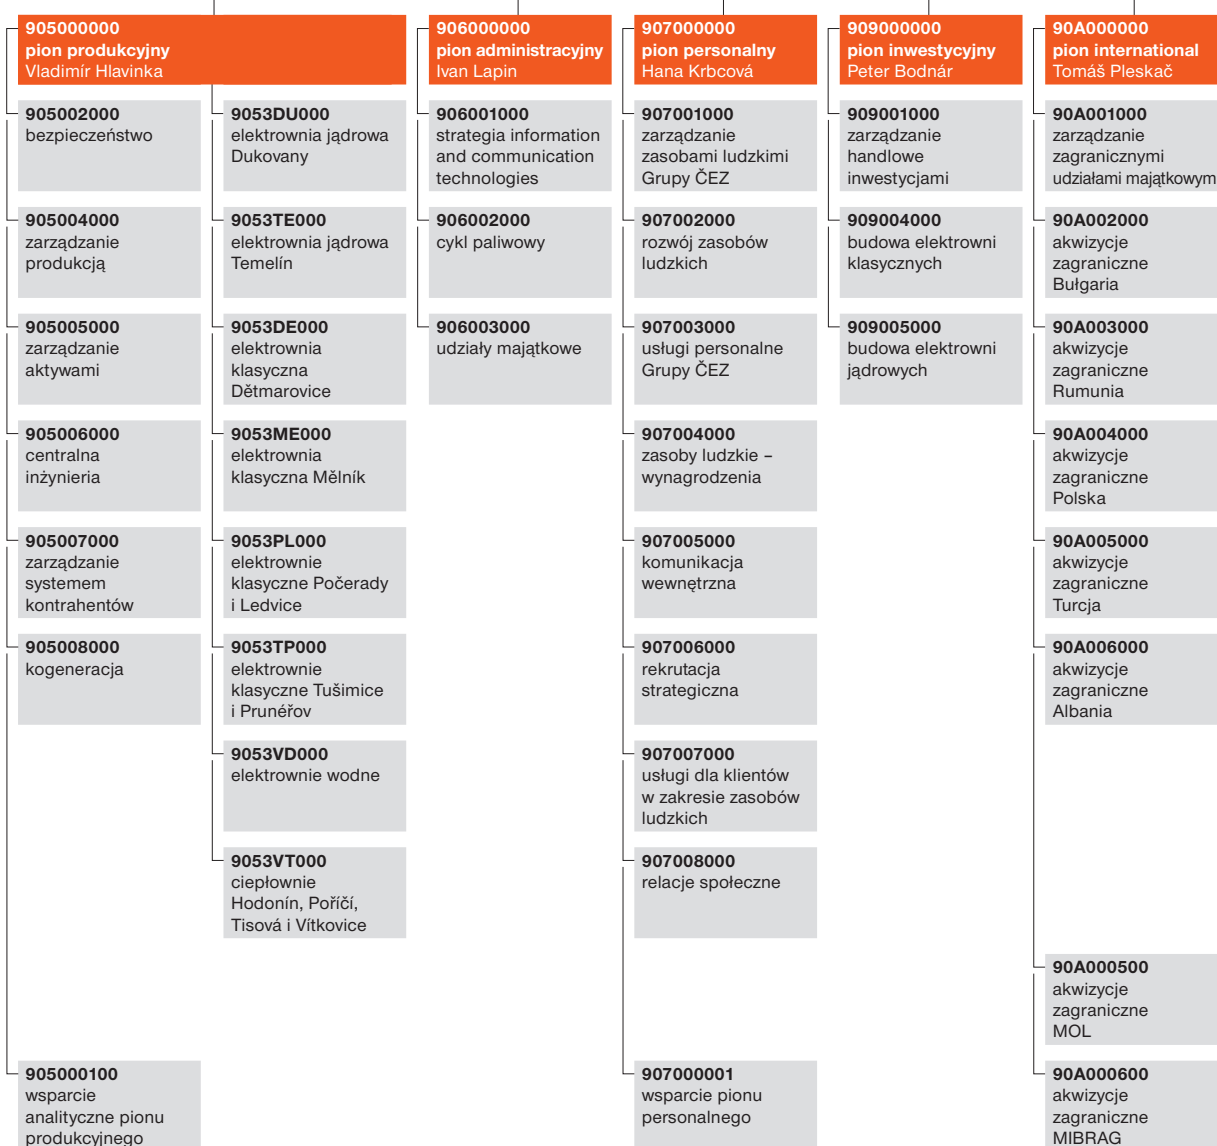 905000000
pion produkcyjny
Vladimír Hlavinka
905002000
bezpieczeństwo
905004000
zarządzanie
produkcją
905005000
zarządzanie
aktywami
905006000
centralna
inżynieria
905007000
zarządzanie
systemem
kontrahentów
905008000
kogeneracja
905000100
wsparcie
analityczne pionu
produkcyjnego
9053DU000
elektrownia jądrowa
Dukovany
9053TE000
elektrownia jądrowa
Temelín
9053DE000
elektrownia
klasyczna
Dětmarovice
9053ME000
elektrownia
klasyczna Mělník
9053PL000
elektrownie
klasyczne Počerady
i Ledvice
9053TP000
elektrownie
klasyczne Tušimice
i Prunéřov
9053VD000
elektrownie wodne
9053VT000
ciepłownie
Hodonín, Poříčí,
Tisová i Vítkovice
906000000
pion administracyjny
Ivan Lapin
906001000
strategia information
and communication
technologies
906002000
cykl paliwowy
906003000
udziały majątkowe
907000000
pion personalny
Hana Krbcová
907001000
zarządzanie
zasobami ludzkimi
Grupy ČEZ
907002000
rozwój zasobów
ludzkich
907003000
usługi personalne
Grupy ČEZ
907004000
zasoby ludzkie –
wynagrodzenia
907005000
komunikacja
wewnętrzna
907006000
rekrutacja
strategiczna
907007000
usługi dla klientów
w zakresie zasobów
ludzkich
907008000
relacje społeczne
907000001
wsparcie pionu
personalnego
909000000
pion inwestycyjny
Peter Bodnár
909001000
zarządzanie
handlowe
inwestycjami
909004000
budowa elektrowni
klasycznych
909005000
budowa elektrowni
jądrowych
90A000000
pion international
Tomáš Pleskač
90A001000
zarządzanie
zagranicznymi
udziałami majątkowym
90A002000
akwizycje
zagraniczne
Bułgaria
90A003000
akwizycje
zagraniczne
Rumunia
90A004000
akwizycje
zagraniczne
Polska
90A005000
akwizycje
zagraniczne
Turcja
90A006000
akwizycje
zagraniczne
Albania
90A000500
akwizycje
zagraniczne
MOL
90A000600
akwizycje
zagraniczne
MIBRAG